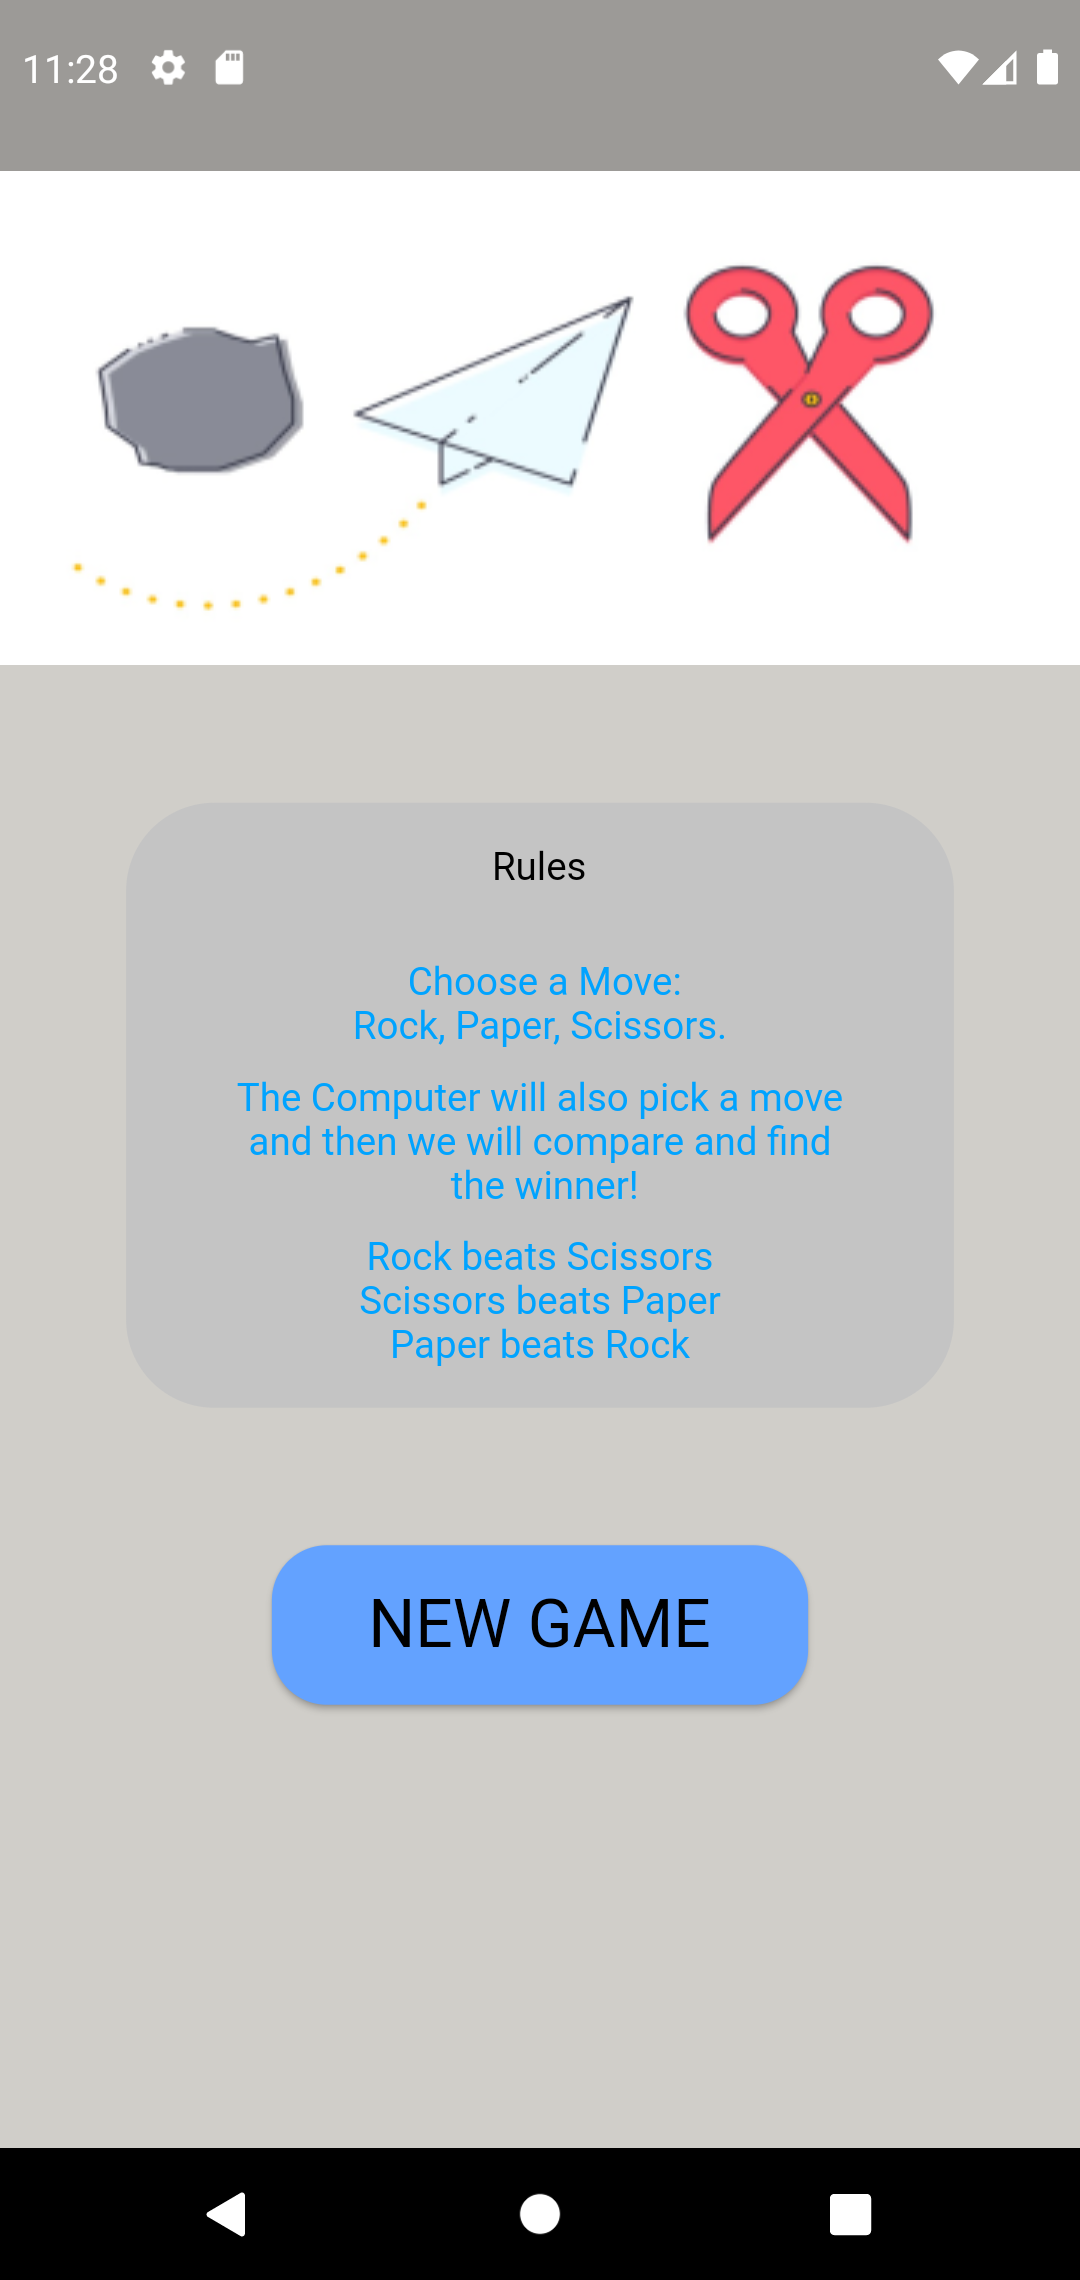 11:28
Rules
Choose a Move:
Rock, Paper, Scissors.
The Computer will also pick a move
and then we will compare and find
the winner!
Rock beats Scissors
Scissors beats Paper
Paper beats Rock
NEW GAME